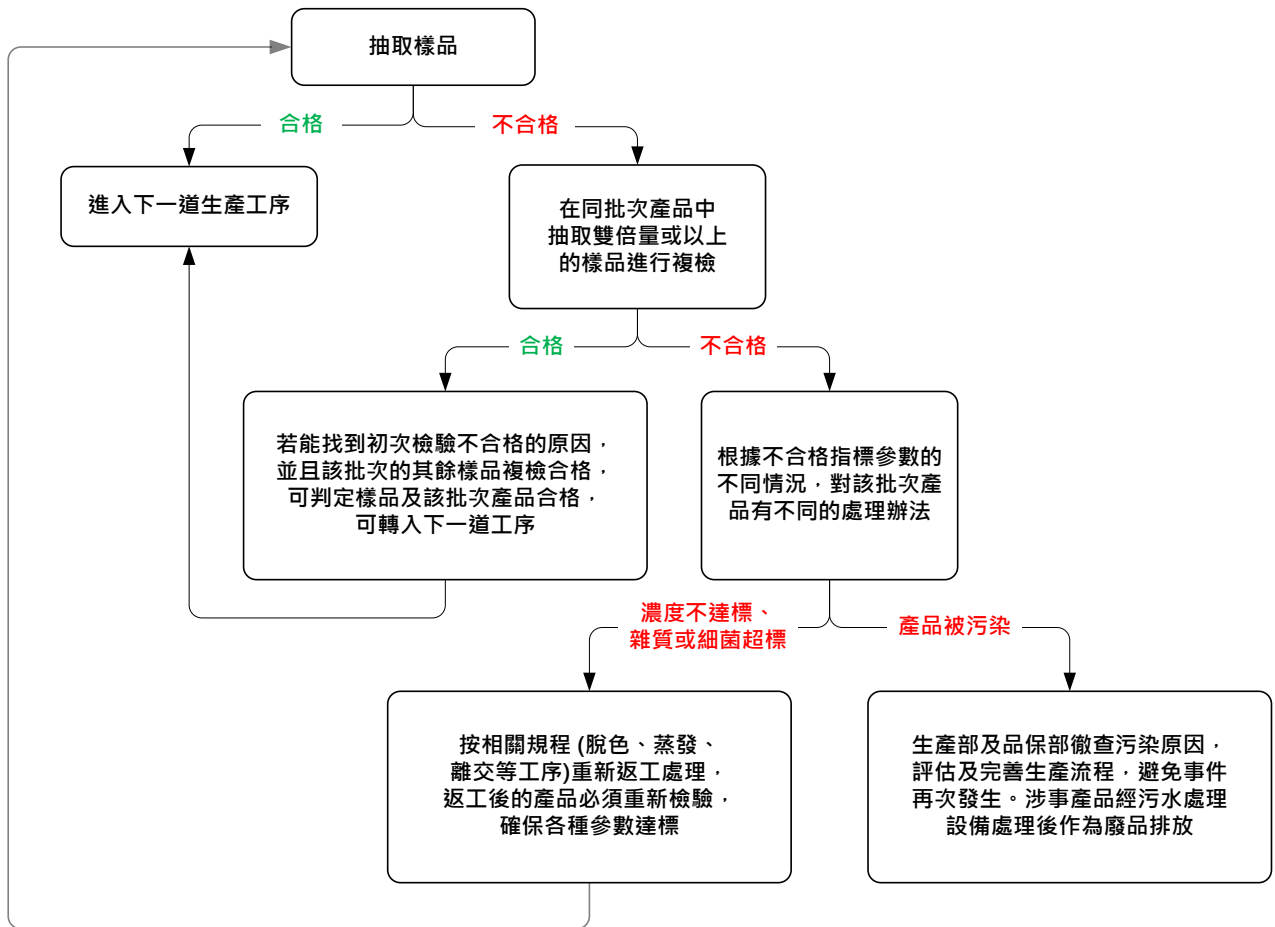 抽取樣品
合格
不合格
進入下一道生產工序
在同批次產品中
抽取雙倍量或以上
的樣品進行複檢
合格
不合格
若能找到初次檢驗不合格的原因，
並且該批次的其餘樣品複檢合格，
可判定樣品及該批次產品合格，
可轉入下一道工序
根據不合格指標參數的
不同情況，對該批次產
品有不同的處理辦法
濃度不達標、
雜質或細菌超標
產品被污染
按相關規程 (脫色、蒸發、
離交等工序)重新返工處理，
返工後的產品必須重新檢驗，
確保各種參數達標
生產部及品保部徹查污染原因，
評估及完善生產流程，避免事件
再次發生。涉事產品經污水處理
設備處理後作為廢品排放